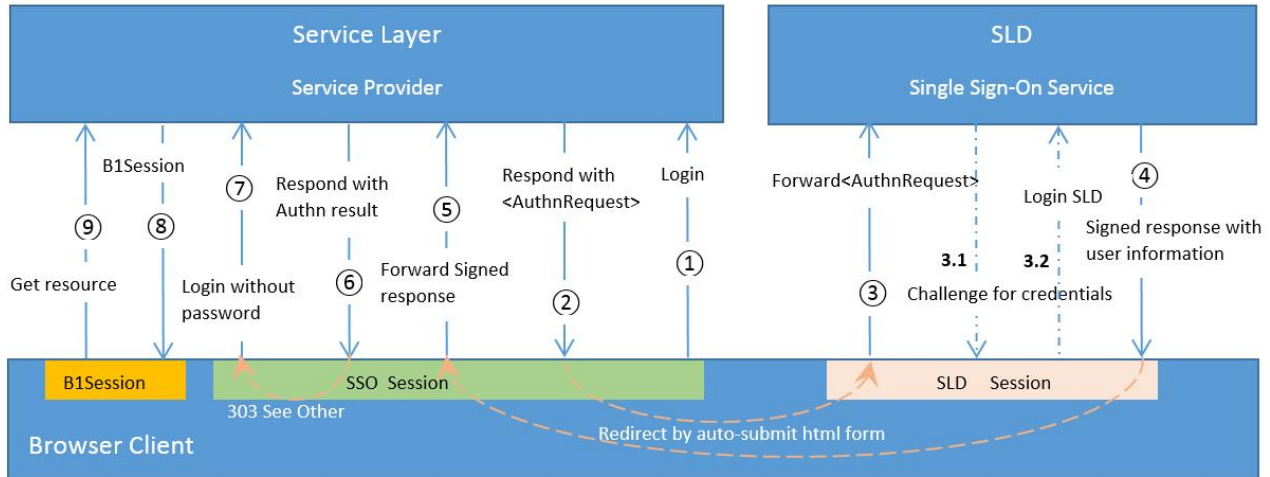 Service Layer
SLD
Service Provider
Single Sign-On Service
B1Session
⑦
Respond with
Authn result
⑤
Respond with
<AuthnRequest>
Login
Forward<AuthnRequest>
④
Login SLD
⑨
⑧
Signed response with
user information
①
3.1
3.2
Get resource
Login without
password
⑥
Forward Signed
response
②
③
Challenge for credentials
B1Session
SSO Session
SLD Session
303 See Other
Redirect by auto-submit html form
Browser Client